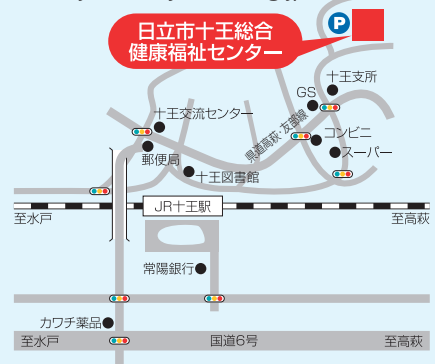 日立市十王総合
健康福祉センター
P
十王支所
GS
十王交流センター
県道高萩・友部線
コンビニ
郵便局
スーパー
十王図書館
JR十王駅
至水戸
至高萩
常陽銀行
カワチ薬品
至水戸
国道6号
至高萩